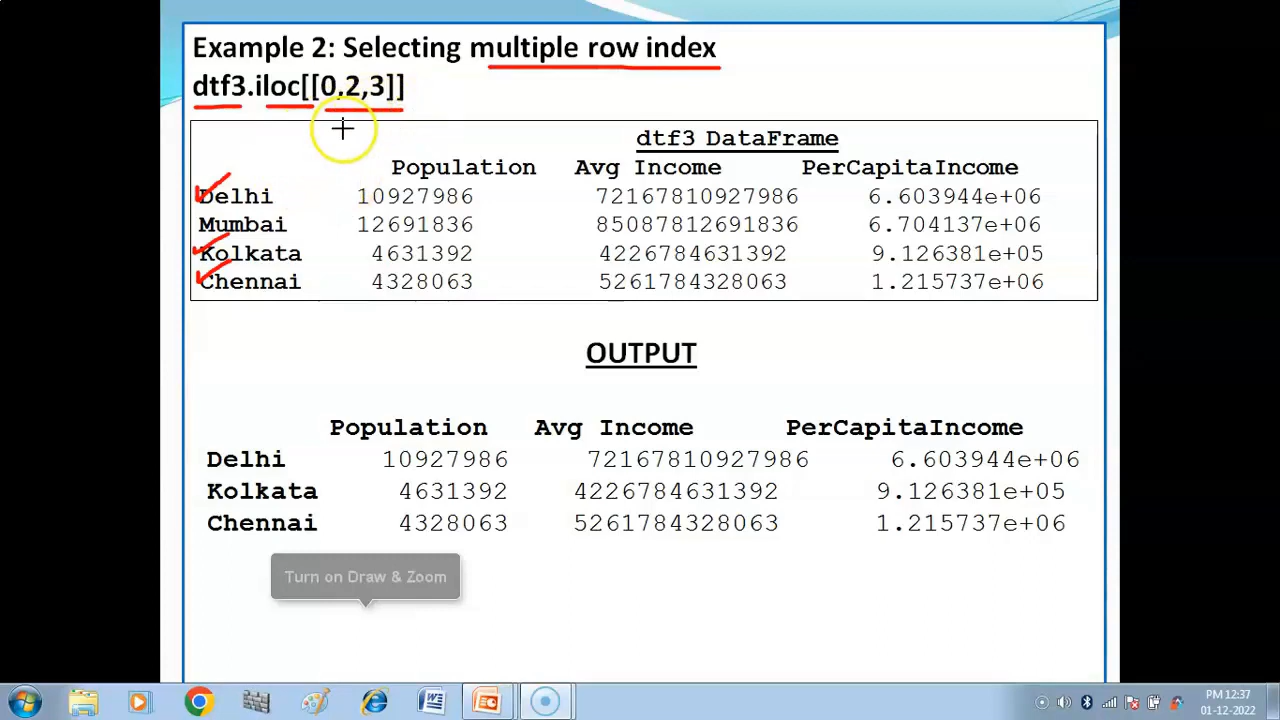 Example 2: Selecting multiple row index
dtf3.iloc[[0,2,3]]
dtf3 DataFrame
Population Avg Income PerCapitaIncome
Delhi 10927986 72167810927986 6.603944e+06
Mumbai 12691836 85087812691836 6.704137e+06
Kolkata 4631392 4226784631392 9.126381e+05
Chennai 4328063 5261784328063 1.215737e+06
OUTPUT
Population Avg Income PerCapitaIncome
Delhi 10927986 72167810927986 6.603944e+06
Kolkata 4631392 4226784631392 9.126381e+05
Chennai 4328063 5261784328063 1.215737e+06
Turn on Draw & Zoom
PM 12:37
01-12-2022